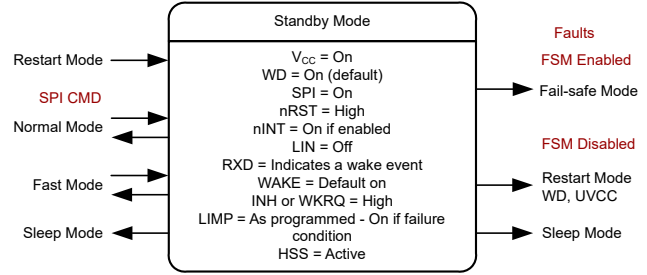 Standby Mode
Restart Mode
SPI CMD
Normal Mode
Fast Mode
Sleep Mode
VCC = On
WD = On (default)
SPI = On
nRST = High
nINT = On if enabled
LIN = Off
RXD = Indicates a wake event
WAKE = Default on
INH or WKRQ = High
LIMP = As programmed - On if failure
condition
HSS = Active
Faults
FSM Enabled
Fail-safe Mode
FSM Disabled
Restart Mode
WD, UVCC
Sleep Mode